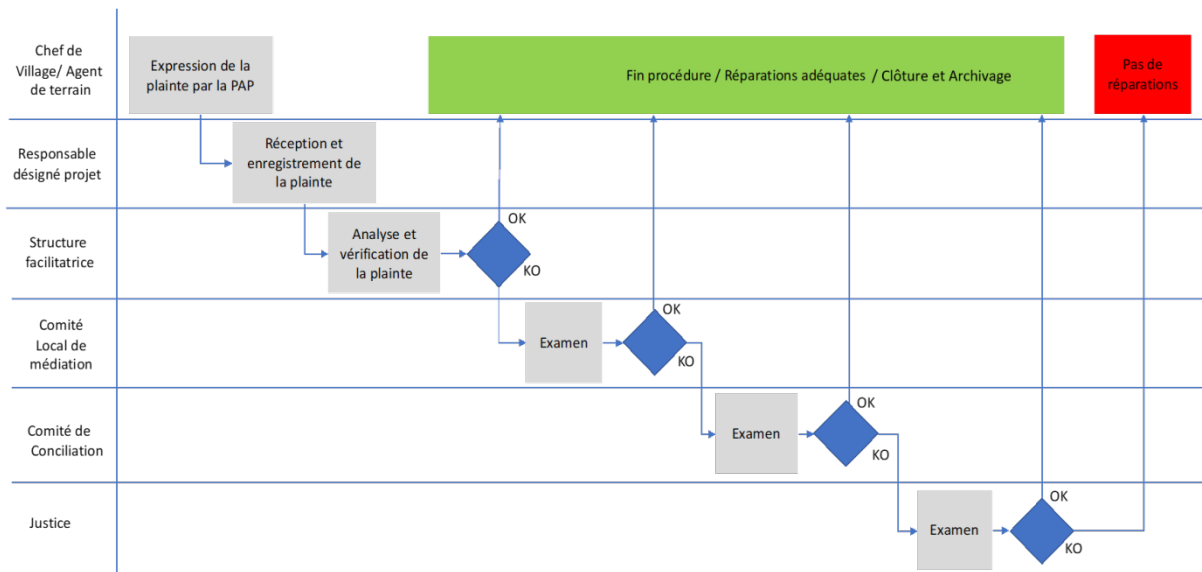 Chef de
Village/ Agent
de terrain
Expression de la
plainte par la PAP
Fin procédure / Réparations adéquates / Clôture et Archivage
Pas de
réparations
Responsable
désigné projet
Réception et
enregistrement de
la plainte
Structure
facilitatrice
Analyse et
vérification de
la plainte
OK
KO
Comité
Local de
médiation
Examen
OK
KO
Comité de
Conciliation
Examen
OK
KO
Justice
Examen
OK
KO